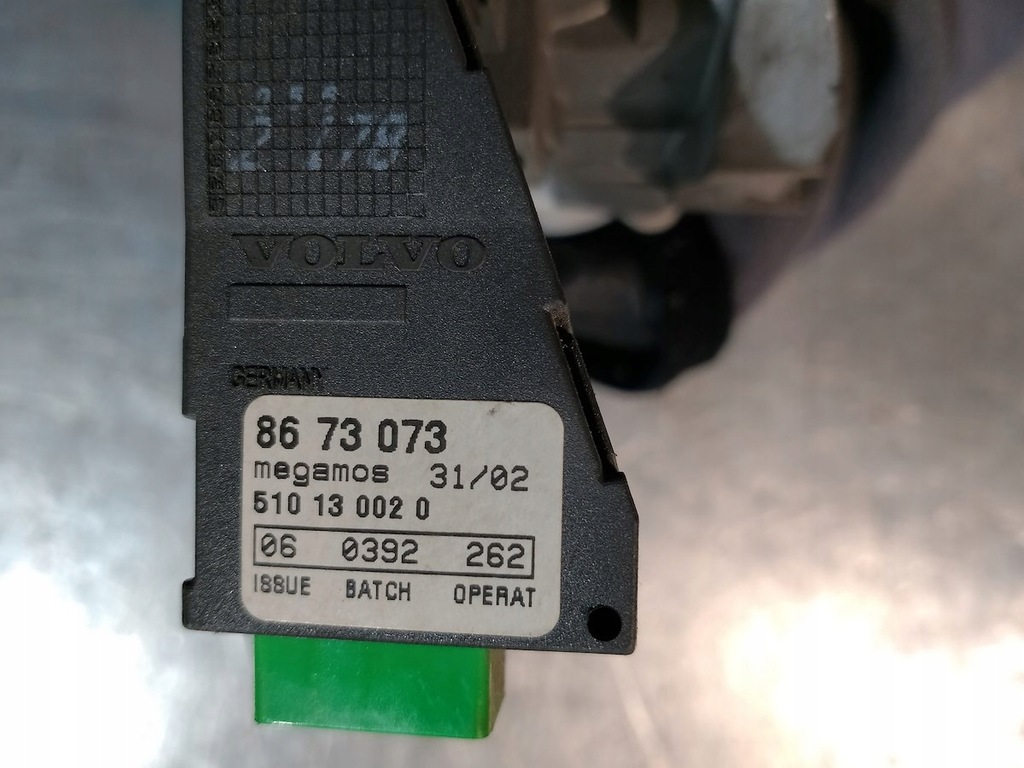 VOLVO
GERMANY
86 73 073
megamos 31/02
510 13 002 0
06 0392 262
ISSUE BATCH OPERAT